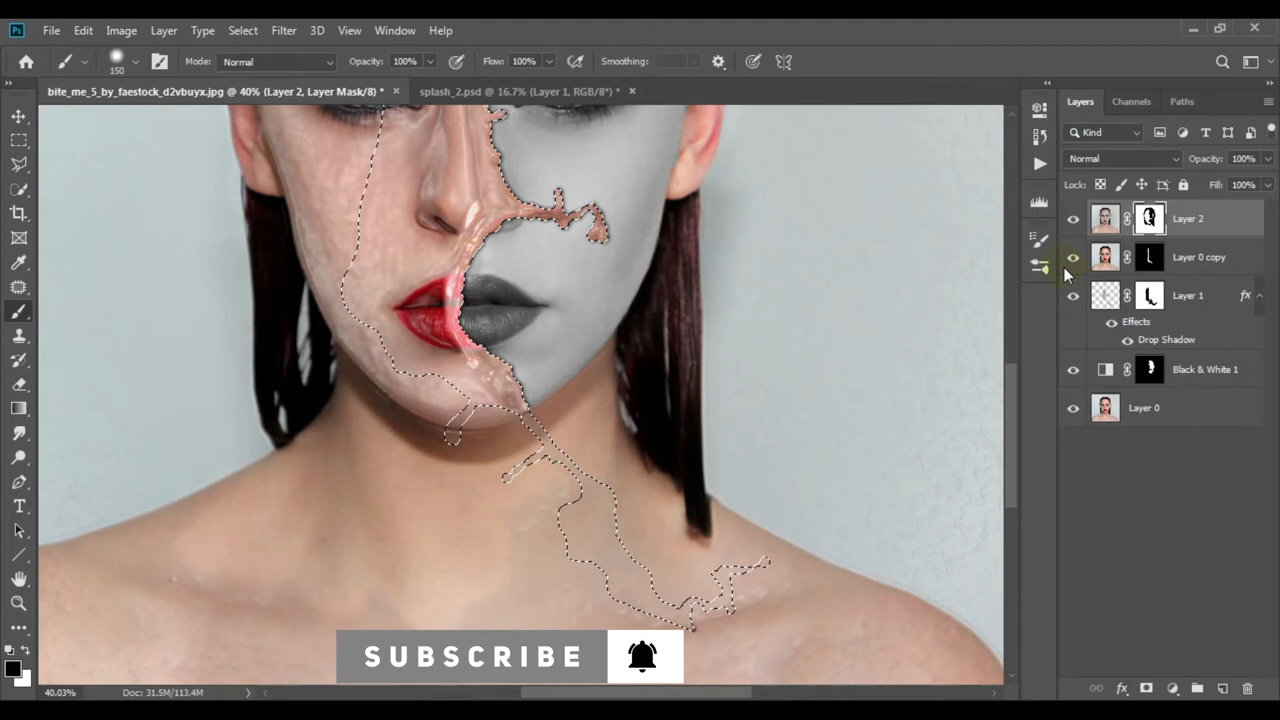 Ps File Edit Image Layer Type Select Filter 3D View Window Help
150 Mode: Normal Opacity: 100% Flow: 100% Smoothing:
bite_me_5_by_faestock_d2vbuyx.jpg @ 40% (Layer 2, Layer Mask/8) * × splash_2.psd @ 16.7% (Layer 1, RGB/8*) * ×
Layers Channels Paths
Kind
Normal Opacity: 100%
Lock: Fill: 100%
Layer 2
Layer 0 copy
Layer 1 fx
Effects
Drop Shadow
Black & White 1
Layer 0
SUBSCRIBE
40.03% Doc: 31.5M/113.4M
fx